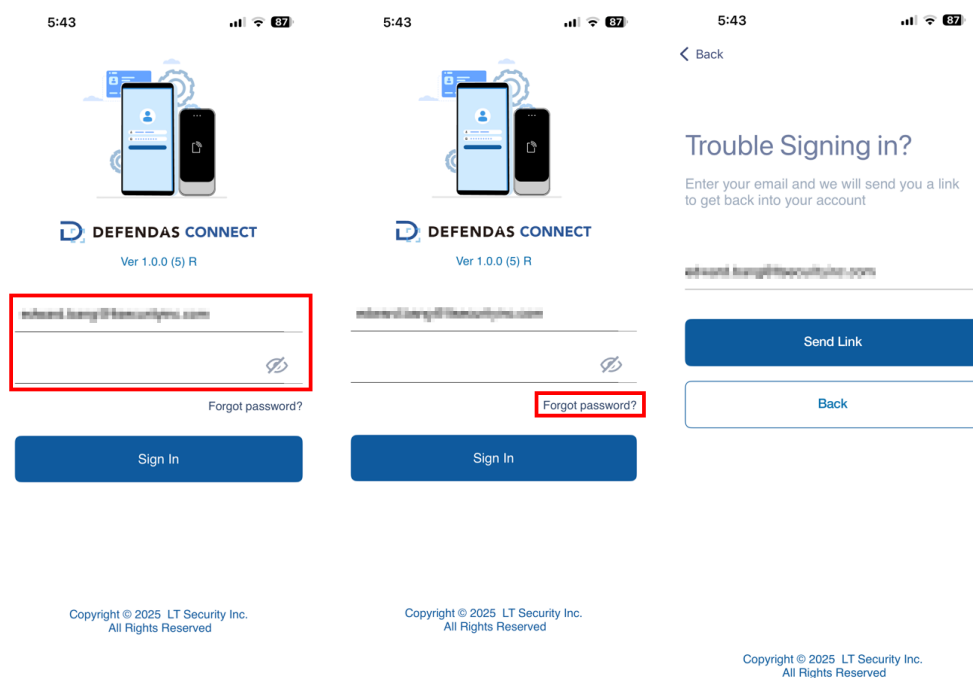 5:43
87
DEFENDAS CONNECT
Ver 1.0.0 (5) R
Forgot password?
Sign In
Copyright © 2025 LT Security Inc.
All Rights Reserved
5:43
87
DEFENDAS CONNECT
Ver 1.0.0 (5) R
Forgot password?
Sign In
Copyright © 2025 LT Security Inc.
All Rights Reserved
5:43
87
Back
Trouble Signing in?
Enter your email and we will send you a link
to get back into your account
Send Link
Back
Copyright © 2025 LT Security Inc.
All Rights Reserved